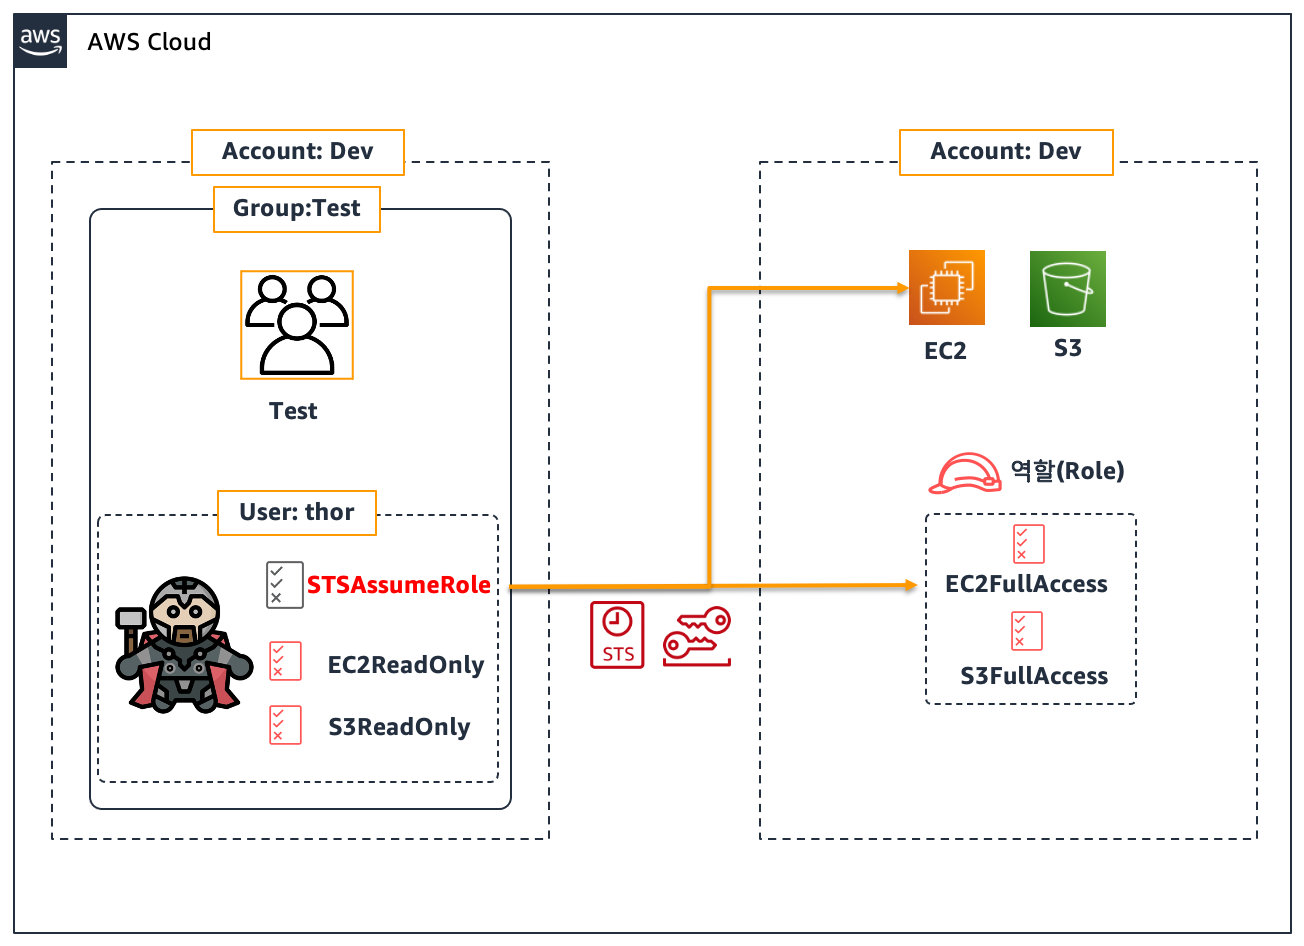 aws
AWS Cloud
Account: Dev
Group:Test
Test
User: thor
STSAssumeRole
EC2ReadOnly
S3ReadOnly
STS
Account: Dev
EC2
S3
역할(Role)
EC2FullAccess
S3FullAccess